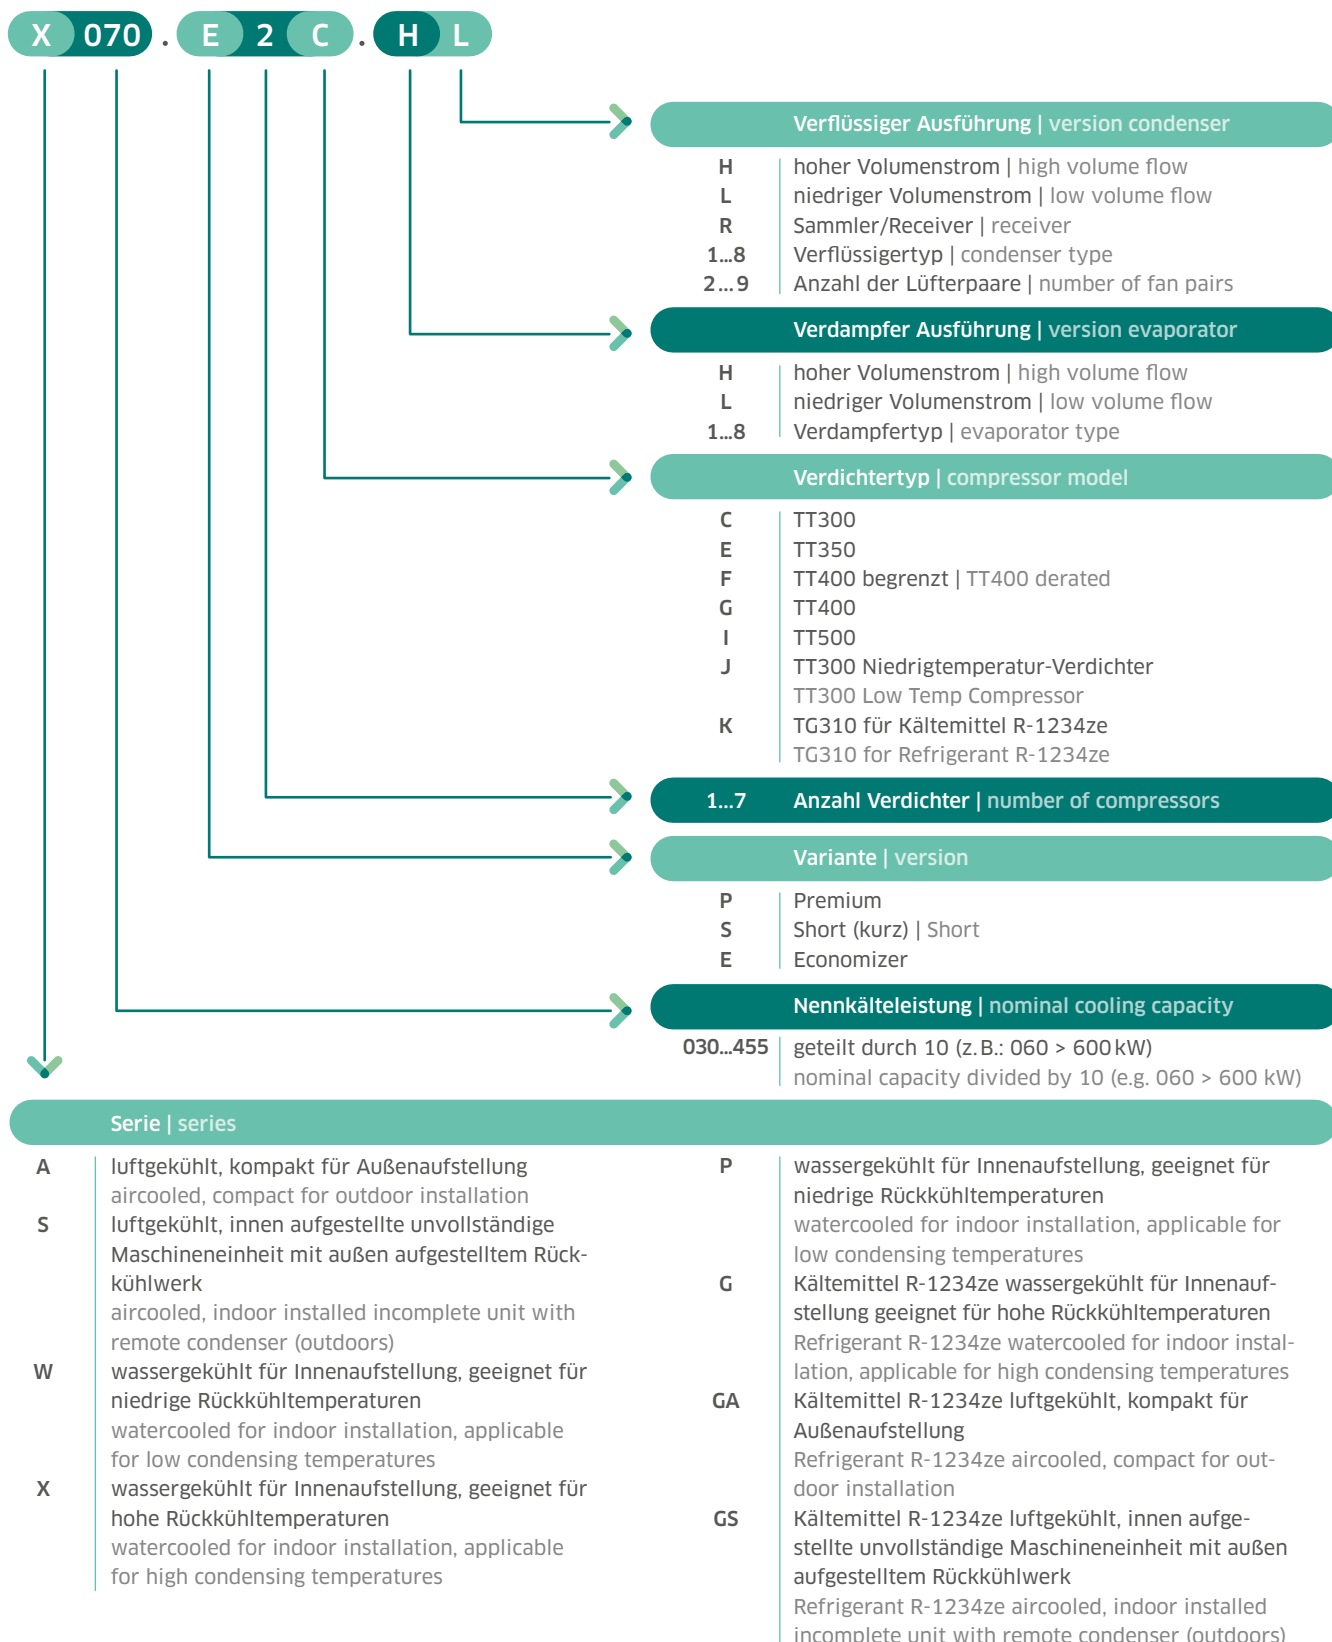 X 070 . E 2 C . H L
Verflüssiger Ausführung | version condenser
H hoher Volumenstrom | high volume flow
L niedriger Volumenstrom | low volume flow
R Sammler/Receiver | receiver
1...8 Verflüssigertyp | condenser type
2...9 Anzahl der Lüfterpaare | number of fan pairs
Verdampfer Ausführung | version evaporator
H hoher Volumenstrom | high volume flow
L niedriger Volumenstrom | low volume flow
1...8 Verdampfertyp | evaporator type
Verdichtertyp | compressor model
C TT300
E TT350
F TT400 begrenzt | TT400 derated
G TT400
I TT500
J TT300 Niedrigtemperatur-Verdichter
TT300 Low Temp Compressor
K TG310 für Kältemittel R-1234ze
TG310 for Refrigerant R-1234ze
1...7 Anzahl Verdichter | number of compressors
Variante | version
P Premium
S Short (kurz) | Short
E Economizer
Nennkälteleistung | nominal cooling capacity
030...455 geteilt durch 10 (z. B.: 060 > 600 kW)
nominal capacity divided by 10 (e.g. 060 > 600 kW)
Serie | series
A luftgekühlt, kompakt für Außenaufstellung
aircooled, compact for outdoor installation
S luftgekühlt, innen aufgestellte unvollständige
Maschineneinheit mit außen aufgestelltem Rück-
kühlwerk
aircooled, indoor installed incomplete unit with
remote condenser (outdoors)
W wassergekühlt für Innenaufstellung, geeignet für
niedrige Rückkühltemperaturen
watercooled for indoor installation, applicable
for low condensing temperatures
X wassergekühlt für Innenaufstellung, geeignet für
hohe Rückkühltemperaturen
watercooled for indoor installation, applicable
for high condensing temperatures
P wassergekühlt für Innenaufstellung, geeignet für
niedrige Rückkühltemperaturen
watercooled for indoor installation, applicable for
low condensing temperatures
G Kältemittel R-1234ze wassergekühlt für Innenauf-
stellung geeignet für hohe Rückkühltemperaturen
Refrigerant R-1234ze watercooled for indoor instal-
lation, applicable for high condensing temperatures
GA Kältemittel R-1234ze luftgekühlt, kompakt für
Außenaufstellung
Refrigerant R-1234ze aircooled, compact for out-
door installation
GS Kältemittel R-1234ze luftgekühlt, innen aufge-
stellte unvollständige Maschineneinheit mit außen
aufgestelltem Rückkühlwerk
Refrigerant R-1234ze aircooled, indoor installed
incomplete unit with remote condenser (outdoors)